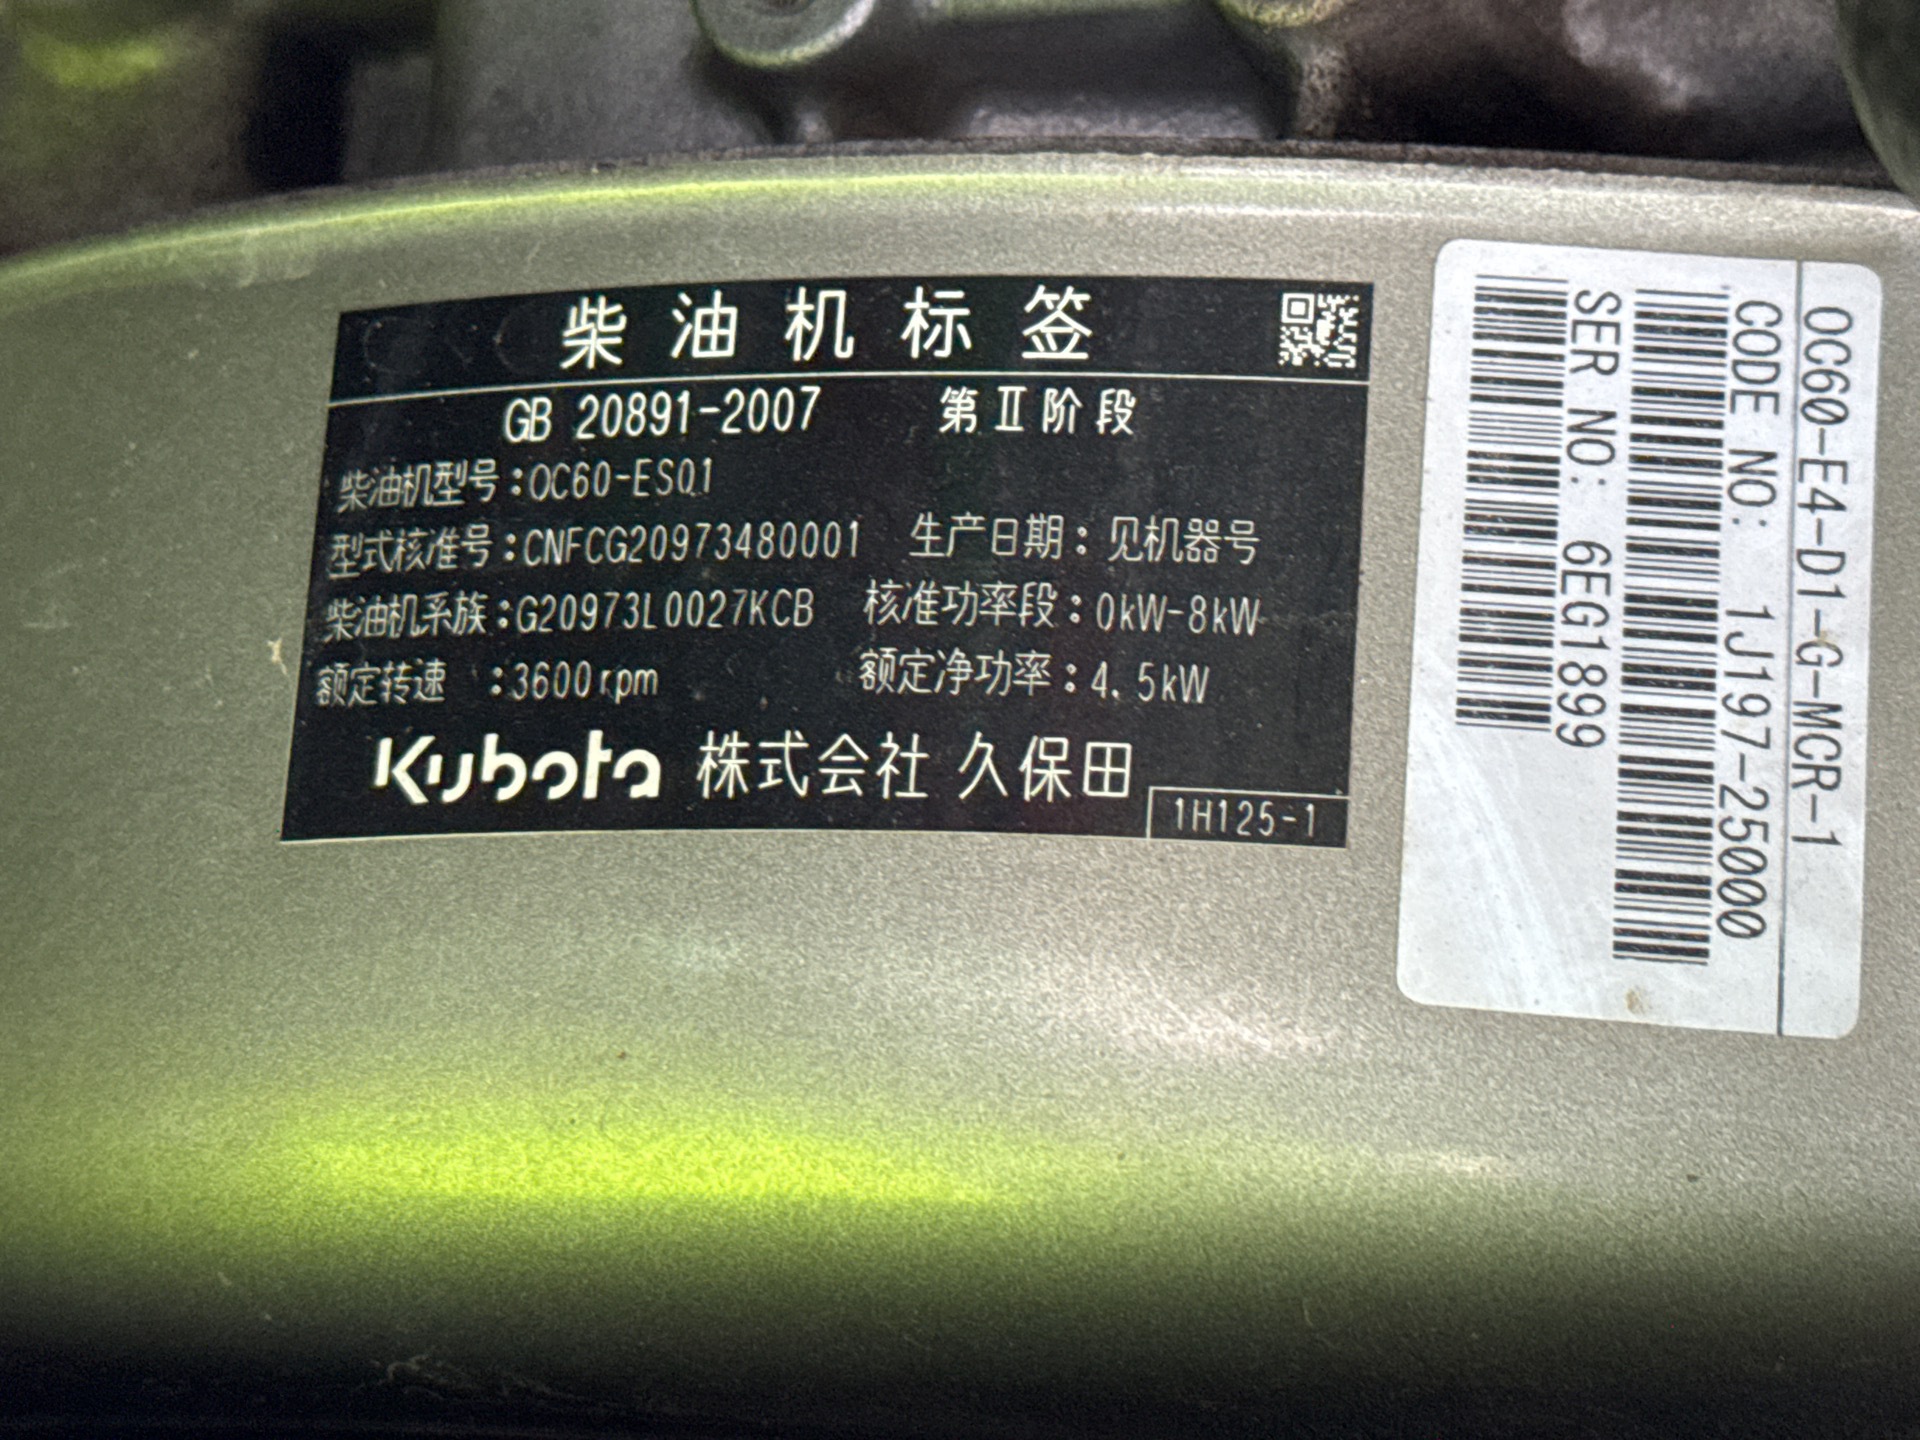 柴油机标签
GB 20891-2007 第Ⅱ阶段
柴油机型号:OC60-ES01
型式核准号:CNFCG20973480001 生产日期:见机器号
柴油机系族:G20973L0027KCB 核准功率段:0kW-8kW
额定转速 :3600rpm 额定净功率:4.5kW
Kubota 株式会社 久保田
1H125-1
OC60-E4-D1-G-MCR-1
CODE NO: 1J197-25000
SER NO: 6EG1899